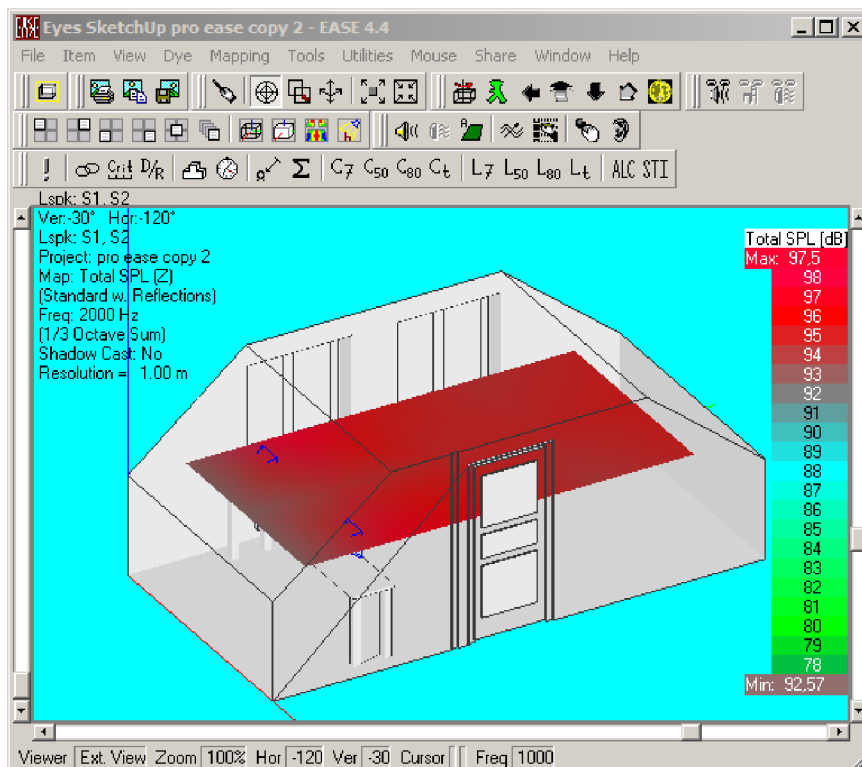 Eyes SketchUp pro ease copy 2 - EASE 4.4
File Item View Dye Mapping Tools Utilities Mouse Share Window Help
! Crit D/R Σ C7 C50 C80 Ct L7 L50 L80 Lt ALC STI
Lspk: S1, S2
Ver:-30° Hor:-120°
Lspk: S1, S2
Project: pro ease copy 2
Map: Total SPL (Z)
(Standard w. Reflections)
Freq: 2000 Hz
(1/3 Octave Sum)
Shadow Cast: No
Resolution = 1.00 m
Total SPL [dB]
Max: 97,5
98
97
96
95
94
93
92
91
90
89
88
87
86
85
84
83
82
81
80
79
78
Min: 92,57
Viewer Ext. View Zoom 100% Hor -120 Ver -30 Cursor Freq 1000